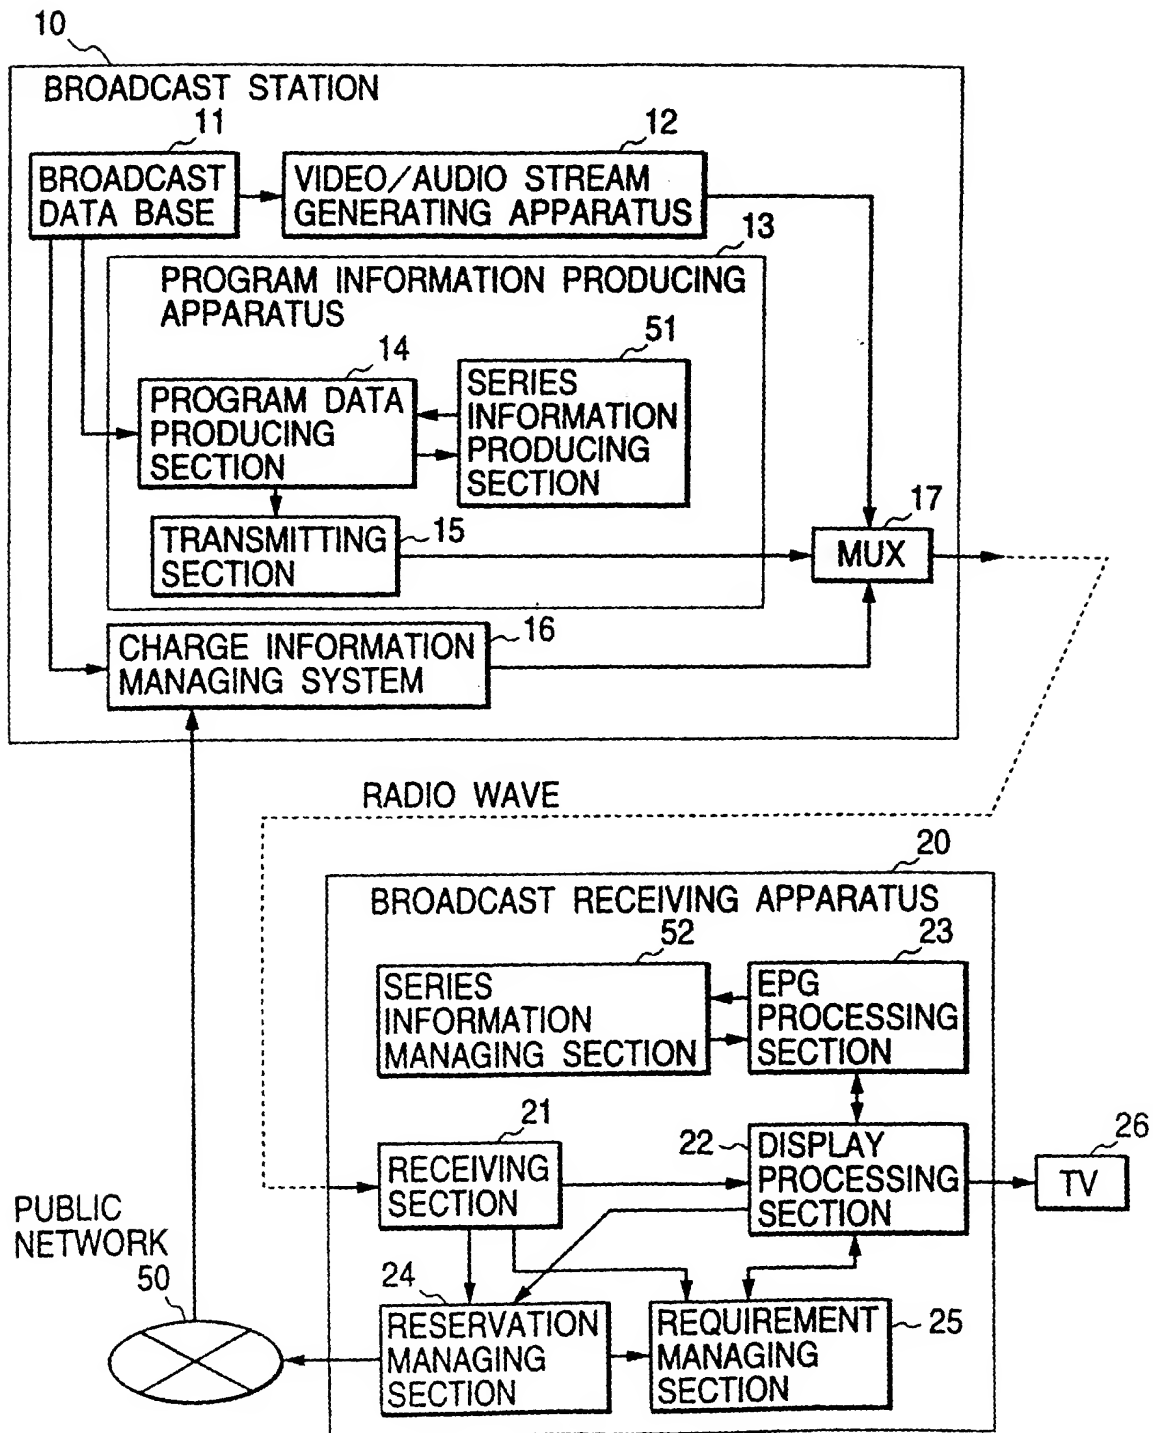 10
BROADCAST STATION
11
12
BROADCAST
DATA BASE
VIDEO/AUDIO STREAM
GENERATING APPARATUS
13
PROGRAM INFORMATION PRODUCING
APPARATUS
14
51
PROGRAM DATA
PRODUCING
SECTION
SERIES
INFORMATION
PRODUCING
SECTION
15
TRANSMITTING
SECTION
17
MUX
16
CHARGE INFORMATION
MANAGING SYSTEM
RADIO WAVE
20
BROADCAST RECEIVING APPARATUS
52
23
SERIES
INFORMATION
MANAGING SECTION
EPG
PROCESSING
SECTION
21
22
RECEIVING
SECTION
DISPLAY
PROCESSING
SECTION
26
TV
PUBLIC
NETWORK
50
24
RESERVATION
MANAGING
SECTION
REQUIREMENT
MANAGING
SECTION
25